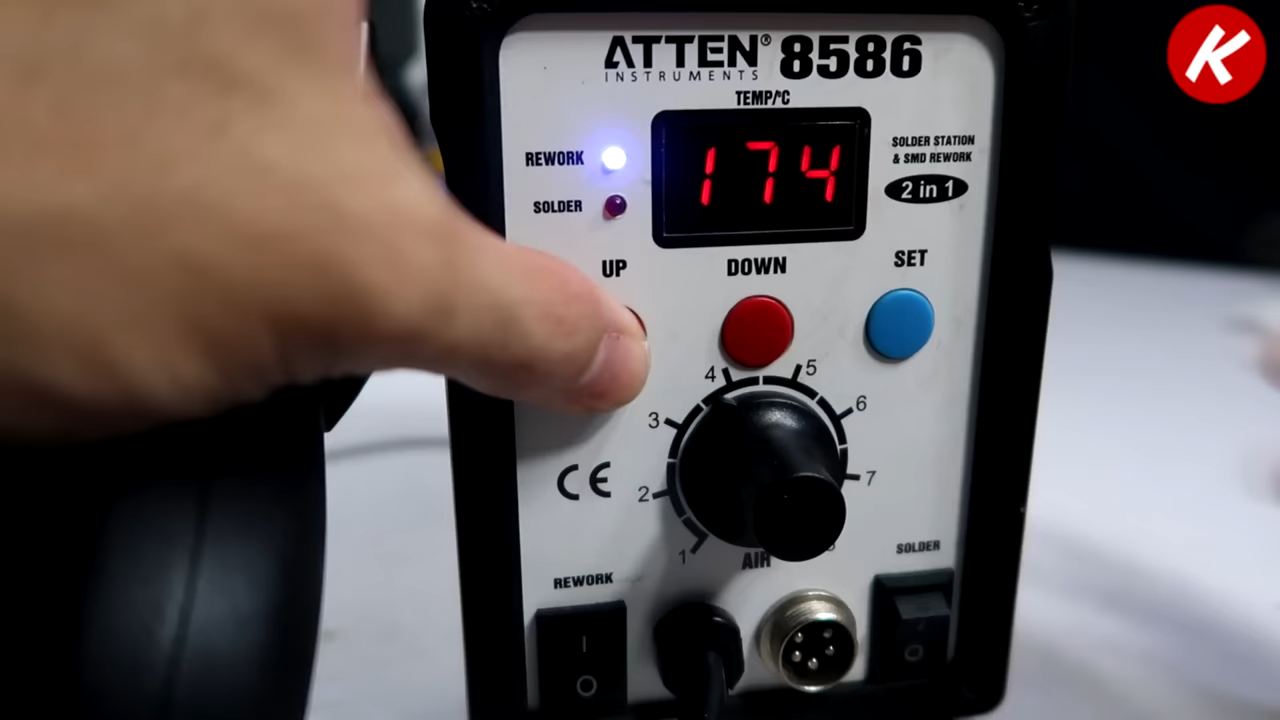 ATTEN® 8586
INSTRUMENTS
TEMP/°C
REWORK
174
SOLDER STATION
& SMD REWORK
SOLDER
2 in 1
UP
DOWN
SET
4
5
3
6
2
7
1
CE
AIR
SOLDER
REWORK
K